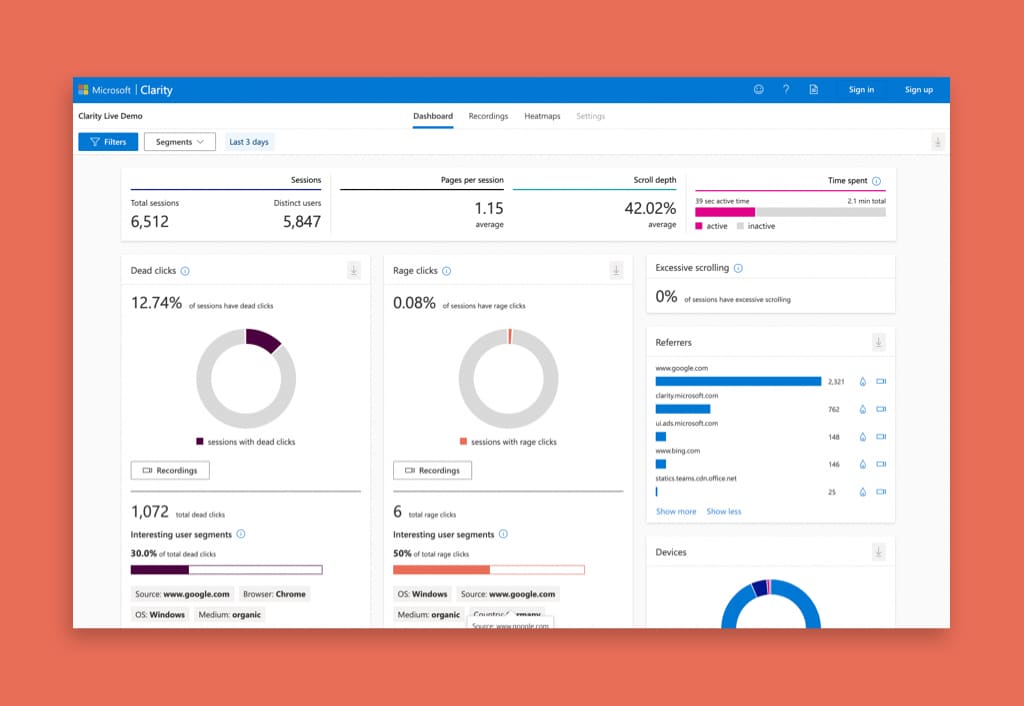 Microsoft | Clarity
Sign in
Sign up
Clarity Live Demo
Dashboard
Recordings
Heatmaps
Settings
Filters
Segments
Last 3 days
Sessions
Total sessions
Distinct users
6,512
5,847
Pages per session
1.15
average
Scroll depth
42.02%
average
Time spent
39 sec active time
2.1 min total
active
inactive
Dead clicks
12.74% of sessions have dead clicks
sessions with dead clicks
Recordings
1,072 total dead clicks
Interesting user segments
30.0% of total dead clicks
Source: www.google.com
Browser: Chrome
OS: Windows
Medium: organic
Rage clicks
0.08% of sessions have rage clicks
sessions with rage clicks
Recordings
6 total rage clicks
Interesting user segments
50% of total rage clicks
OS: Windows
Source: www.google.com
Medium: organic
Source: www.google.com
Excessive scrolling
0% of sessions have excessive scrolling
Referrers
www.google.com
2,321
clarity.microsoft.com
762
ui.ads.microsoft.com
148
www.bing.com
146
statics.teams.cdn.office.net
25
Show more
Show less
Devices